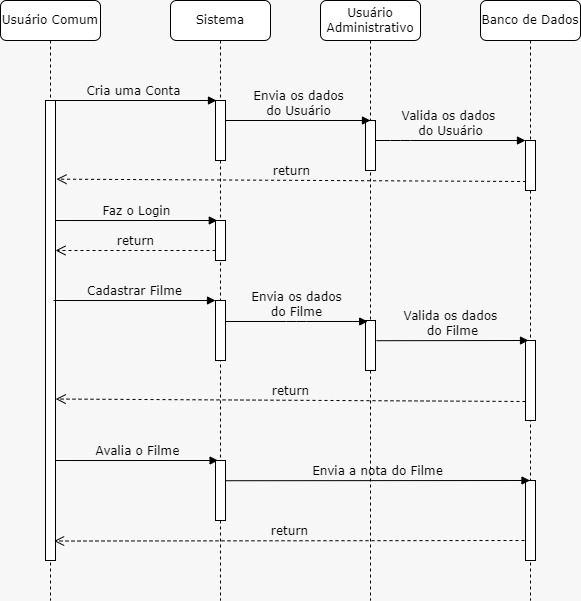 Usuário Comum
Sistema
Usuário
Administrativo
Banco de Dados
Cria uma Conta
Envia os dados
do Usuário
Valida os dados
do Usuário
return
Faz o Login
return
Cadastrar Filme
Envia os dados
do Filme
Valida os dados
do Filme
return
Avalia o Filme
Envia a nota do Filme
return